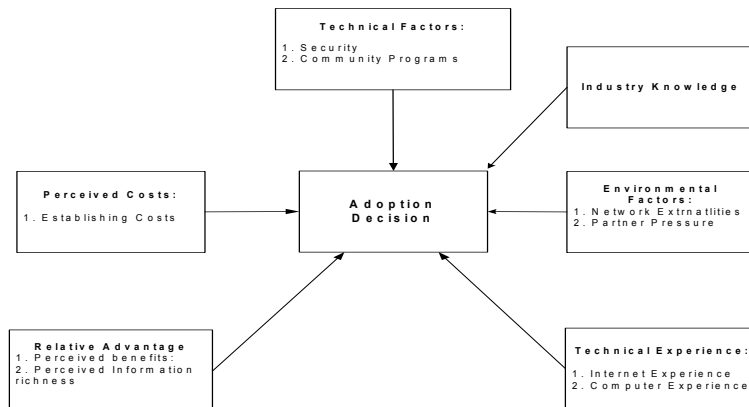 Technical Factors:
1. Security
2. Community Programs
Industry Knowledge
Perceived Costs:
1. Establishing Costs
Adoption
Decision
Environmental
Factors:
1. Network Extrnatlities
2. Partner Pressure
Relative Advantage
1. Perceived benefits:
2. Perceived Information
richness
Technical Experience:
1. Internet Experience
2. Computer Experience